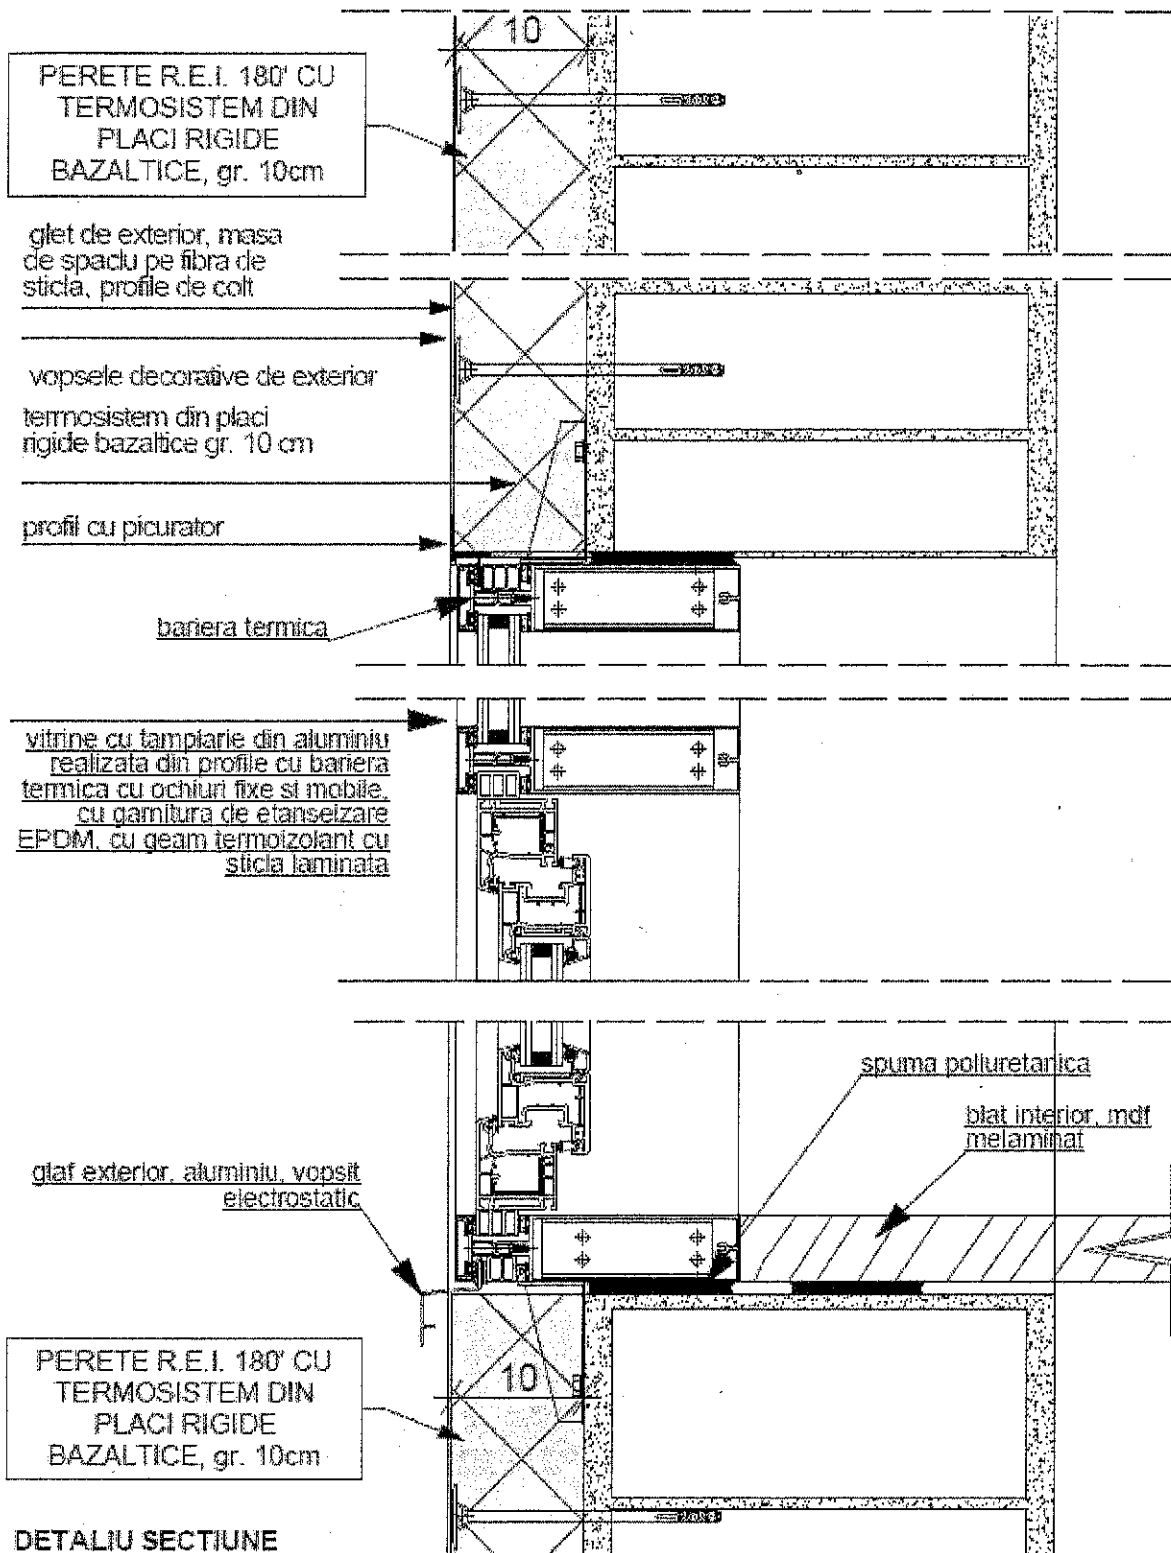 10
PERETE R.E.I. 180' CU
TERMOSISTEM DIN
PLACI RIGIDE
BAZALTICE, gr. 10cm
glet de exterior, masa
de spaclu pe fibra de
sticla, profile de colt
vopsele decorative de exterior
termosistem din placi
rigide bazaltice gr. 10 cm
profil cu picurator
bariera termica
vitrine cu tamplarie din aluminiu
realizata din profile cu bariera
termica cu ochiuri fixe si mobile,
cu garnitura de etanseizare
EPDM, cu geam termoizolant cu
sticla laminata
spuma poliuretanica
blat interior, mdf
melaminat
glaf exterior, aluminiu, vopsit
electrostatic
PERETE R.E.I. 180' CU
TERMOSISTEM DIN
PLACI RIGIDE
BAZALTICE, gr. 10cm
10
DETALIU SECTIUNE